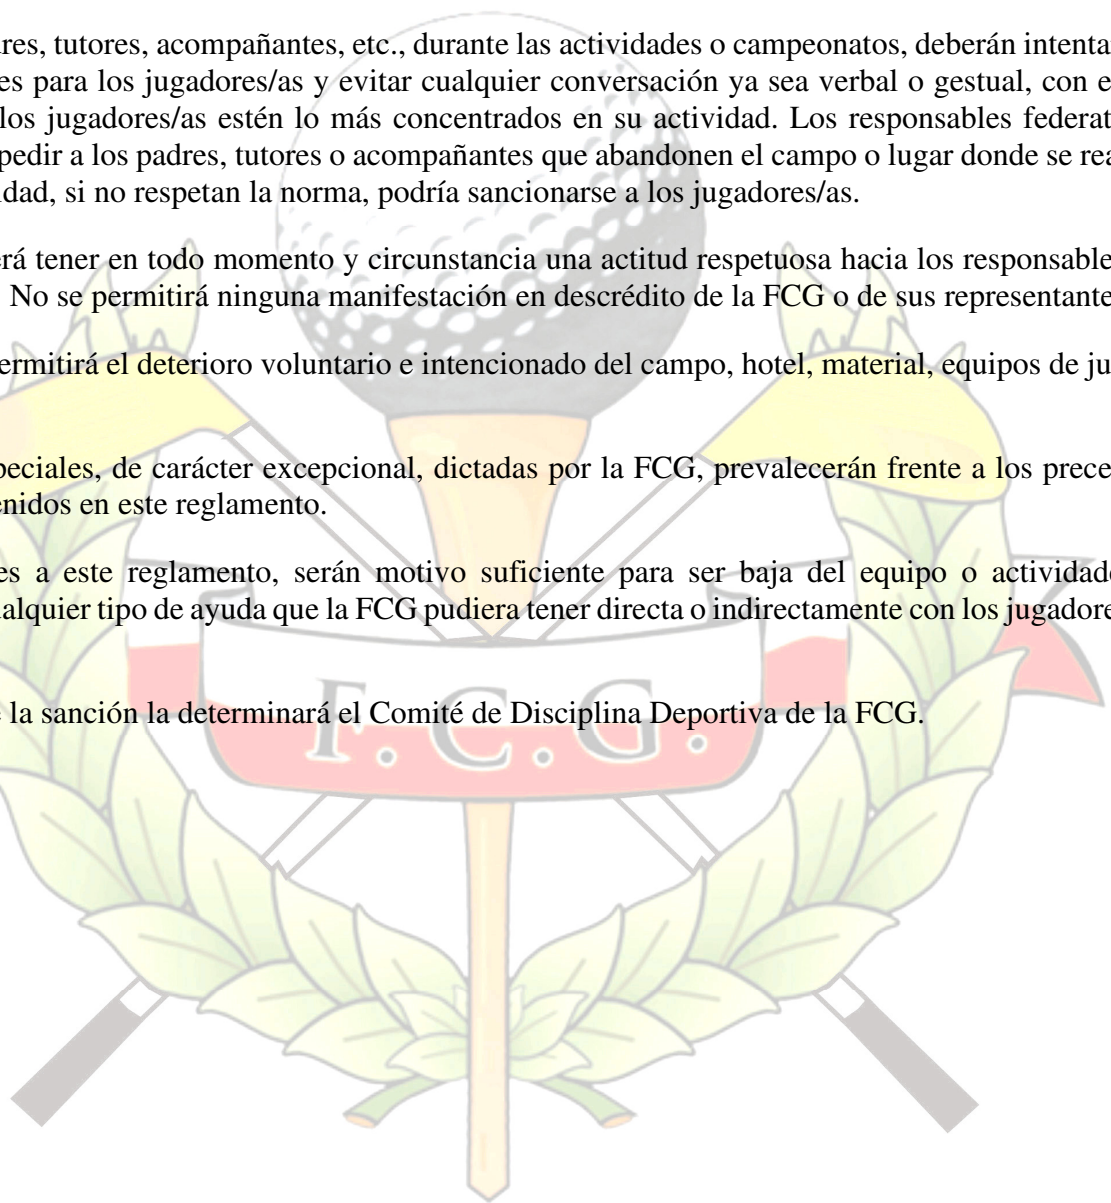 res, tutores, acompañantes, etc., durante las actividades o campeonatos, deberán intenta
es para los jugadores/as y evitar cualquier conversación ya sea verbal o gestual, con e
los jugadores/as estén lo más concentrados en su actividad. Los responsables federat
pedir a los padres, tutores o acompañantes que abandonen el campo o lugar donde se rea
idad, si no respetan la norma, podría sancionarse a los jugadores/as.
erá tener en todo momento y circunstancia una actitud respetuosa hacia los responsable
. No se permitirá ninguna manifestación en descrédito de la FCG o de sus representante
ermitirá el deterioro voluntario e intencionado del campo, hotel, material, equipos de ju
peciales, de carácter excepcional, dictadas por la FCG, prevalecerán frente a los prece
enidos en este reglamento.
es a este reglamento, serán motivo suficiente para ser baja del equipo o actividade
ualquier tipo de ayuda que la FCG pudiera tener directa o indirectamente con los jugadore
e la sanción la determinará el Comité de Disciplina Deportiva de la FCG.
F.C.G.